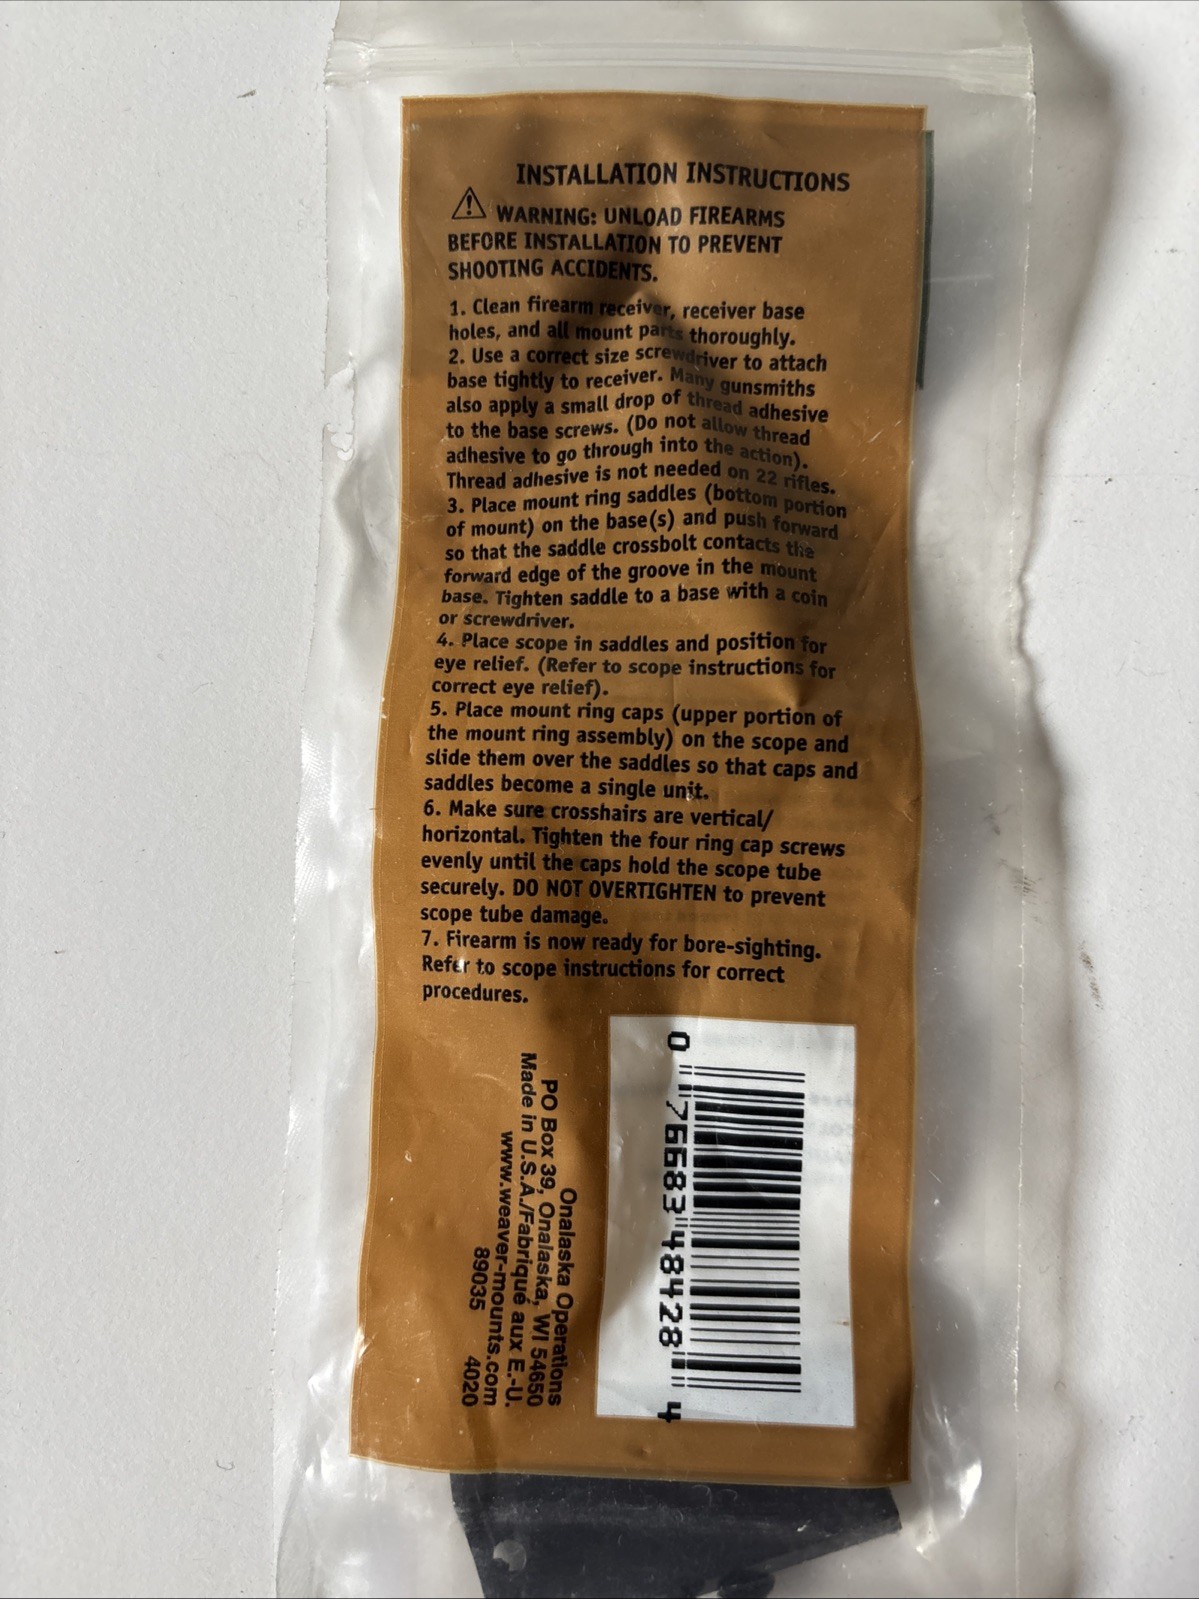 INSTALLATION INSTRUCTIONS
WARNING: UNLOAD FIREARMS
BEFORE INSTALLATION TO PREVENT
SHOOTING ACCIDENTS.
1. Clean firearm receiver, receiver base
holes, and all mount parts thoroughly.
2. Use a correct size screwdriver to attach
base tightly to receiver. Many gunsmiths
also apply a small drop of thread adhesive
to the base screws. (Do not allow thread
adhesive to go through into the action).
Thread adhesive is not needed on 22 rifles.
3. Place mount ring saddles (bottom portion
of mount) on the base(s) and push forward
so that the saddle crossbolt contacts the
forward edge of the groove in the mount
base. Tighten saddle to a base with a coin
or screwdriver.
4. Place scope in saddles and position for
eye relief. (Refer to scope instructions for
correct eye relief).
5. Place mount ring caps (upper portion of
the mount ring assembly) on the scope and
slide them over the saddles so that caps and
saddles become a single unit.
6. Make sure crosshairs are vertical/
horizontal. Tighten the four ring cap screws
evenly until the caps hold the scope tube
securely. DO NOT OVERTIGHTEN to prevent
scope tube damage.
7. Firearm is now ready for bore-sighting.
Refer to scope instructions for correct
procedures.
Onalaska Operations
PO Box 39, Onalaska, WI 54650
Made in U.S.A./Fabriqué aux E.-U.
www.weaver-mounts.com
89035 4020
0 76683 48428 4